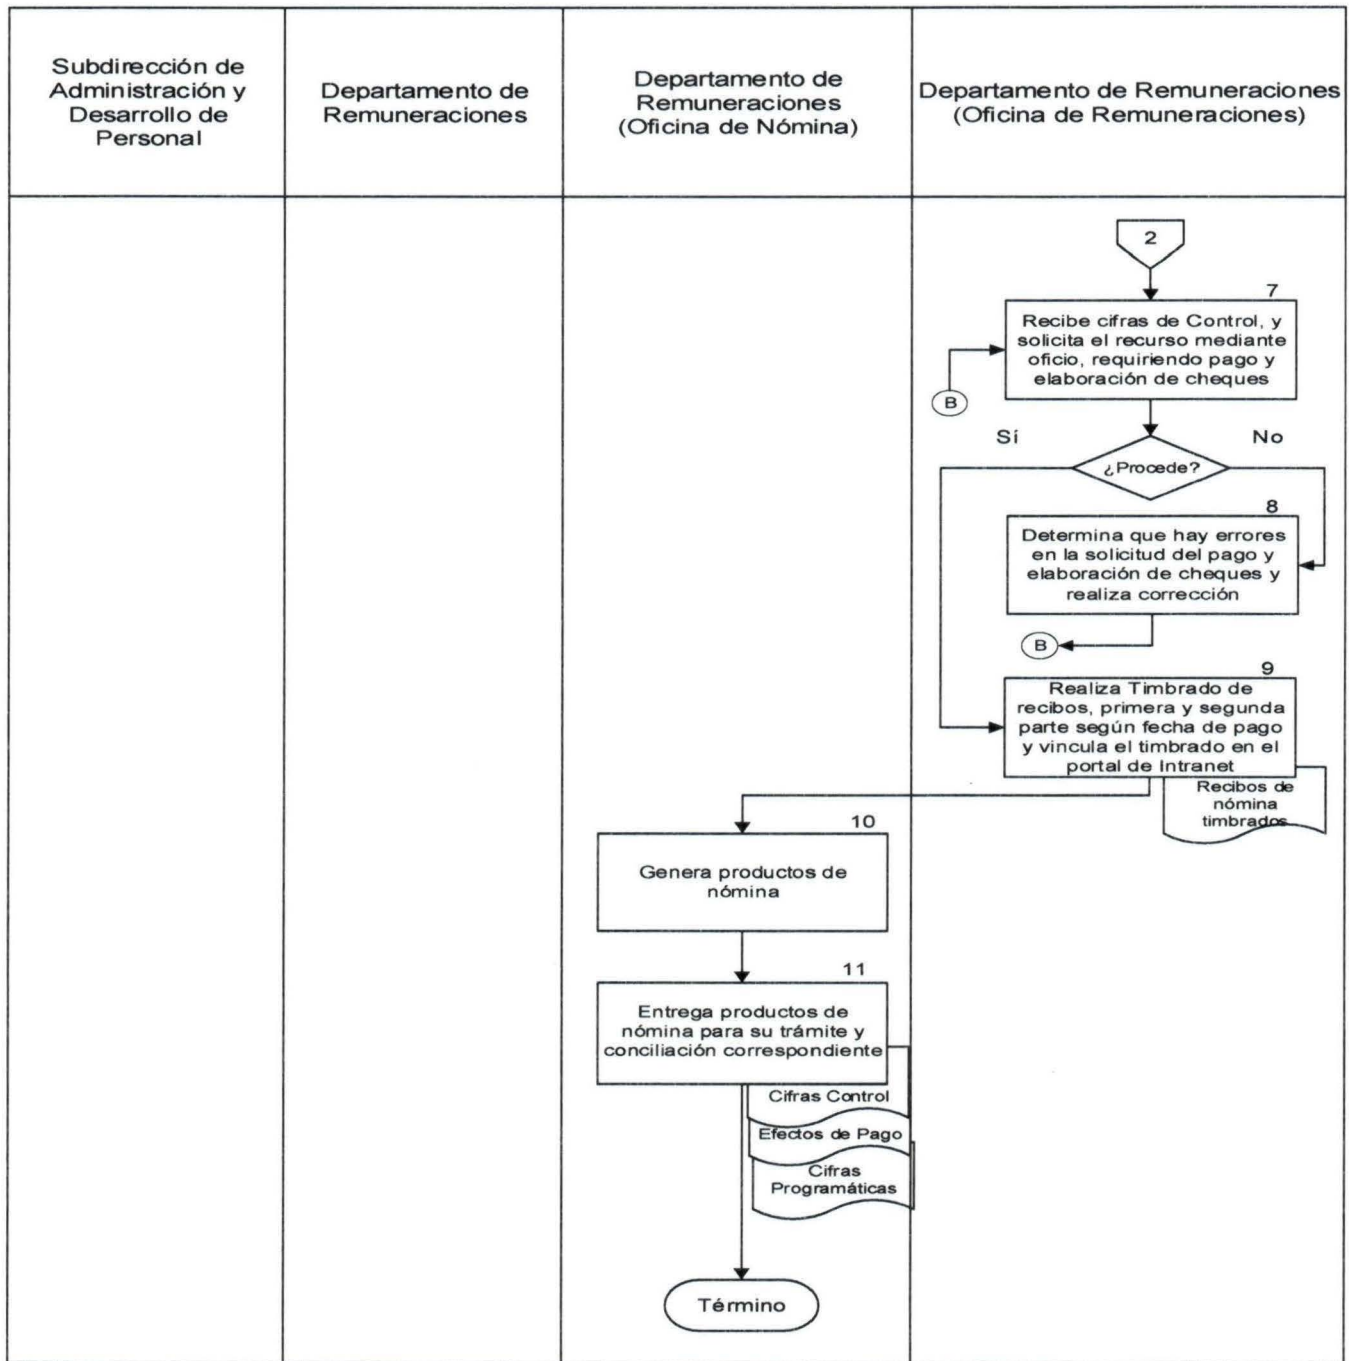 Subdirección de
Administración y
Desarrollo de
Personal
Departamento de
Remuneraciones
Departamento de
Remuneraciones
(Oficina de Nómina)
Departamento de Remuneraciones
(Oficina de Remuneraciones)
2
7
Recibe cifras de Control, y
solicita el recurso mediante
oficio, requiriendo pago y
elaboración de cheques
B
Sí
No
¿Procede?
8
Determina que hay errores
en la solicitud del pago y
elaboración de cheques y
realiza corrección
B
9
Realiza Timbrado de
recibos, primera y segunda
parte según fecha de pago
y vincula el timbrado en el
portal de Intranet
Recibos de
nómina
timbrados
10
Genera productos de
nómina
11
Entrega productos de
nómina para su trámite y
conciliación correspondiente
Cifras Control
Efectos de Pago
Cifras
Programáticas
Término